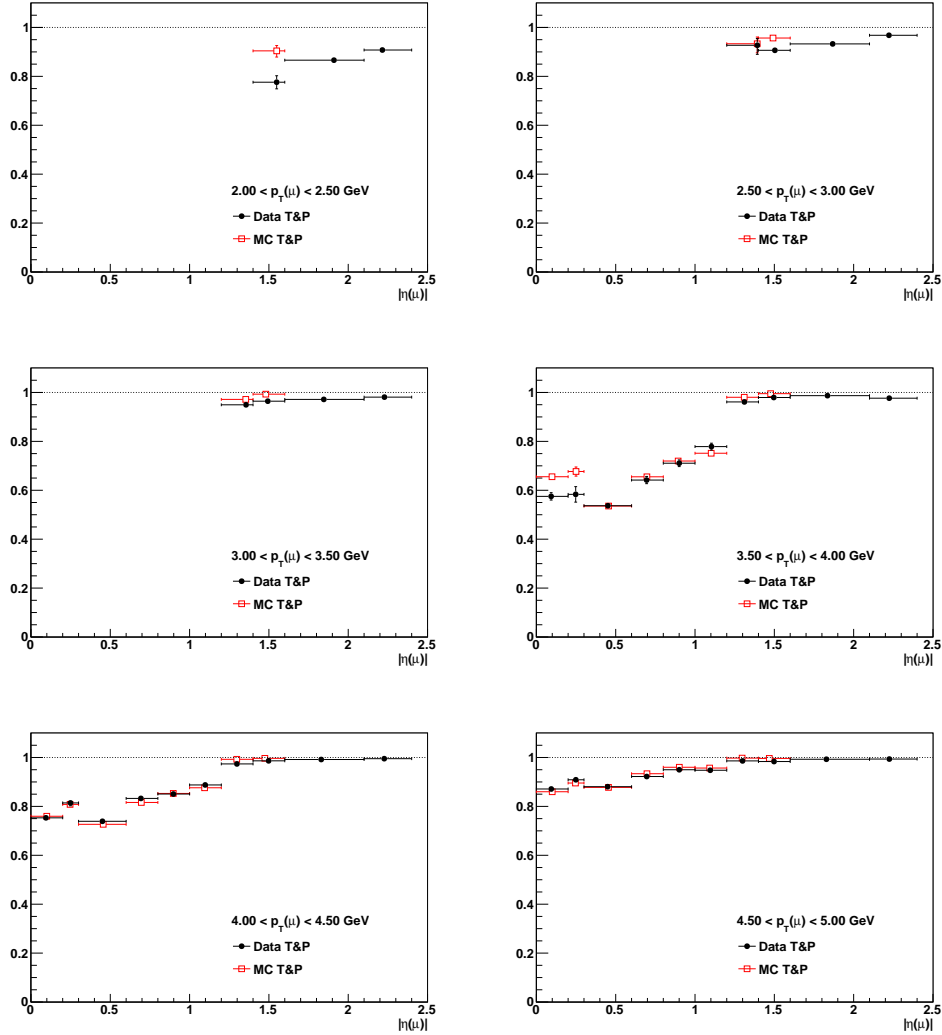 1
0.8
0.6
0.4
0.2
0
2.00 < p_T(μ) < 2.50 GeV
Data T&P
MC T&P
0 0.5 1 1.5 2 2.5
|η(μ)|
1
0.8
0.6
0.4
0.2
0
2.50 < p_T(μ) < 3.00 GeV
Data T&P
MC T&P
0 0.5 1 1.5 2 2.5
|η(μ)|
1
0.8
0.6
0.4
0.2
0
3.00 < p_T(μ) < 3.50 GeV
Data T&P
MC T&P
0 0.5 1 1.5 2 2.5
|η(μ)|
1
0.8
0.6
0.4
0.2
0
3.50 < p_T(μ) < 4.00 GeV
Data T&P
MC T&P
0 0.5 1 1.5 2 2.5
|η(μ)|
1
0.8
0.6
0.4
0.2
0
4.00 < p_T(μ) < 4.50 GeV
Data T&P
MC T&P
0 0.5 1 1.5 2 2.5
|η(μ)|
1
0.8
0.6
0.4
0.2
0
4.50 < p_T(μ) < 5.00 GeV
Data T&P
MC T&P
0 0.5 1 1.5 2 2.5
|η(μ)|